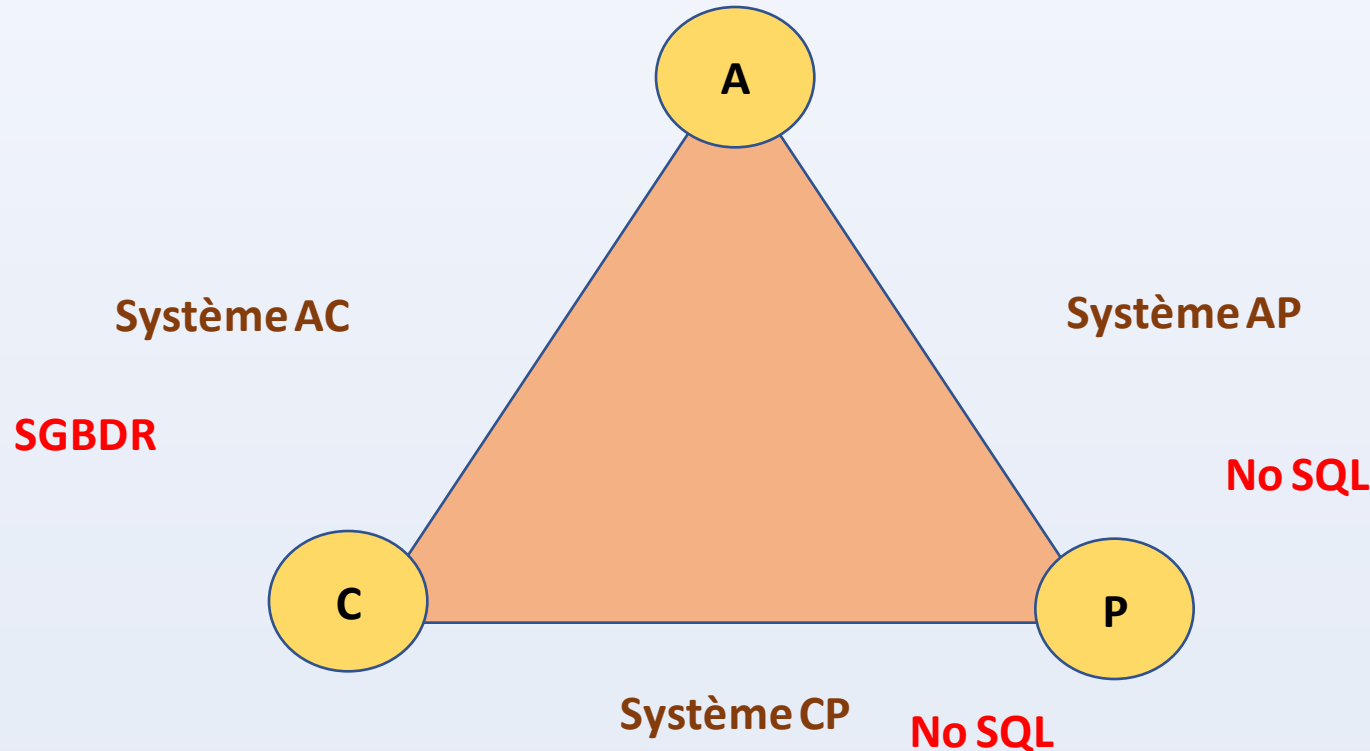 A
Système AC
Système AP
SGBDR
No SQL
C
P
Système CP
No SQL